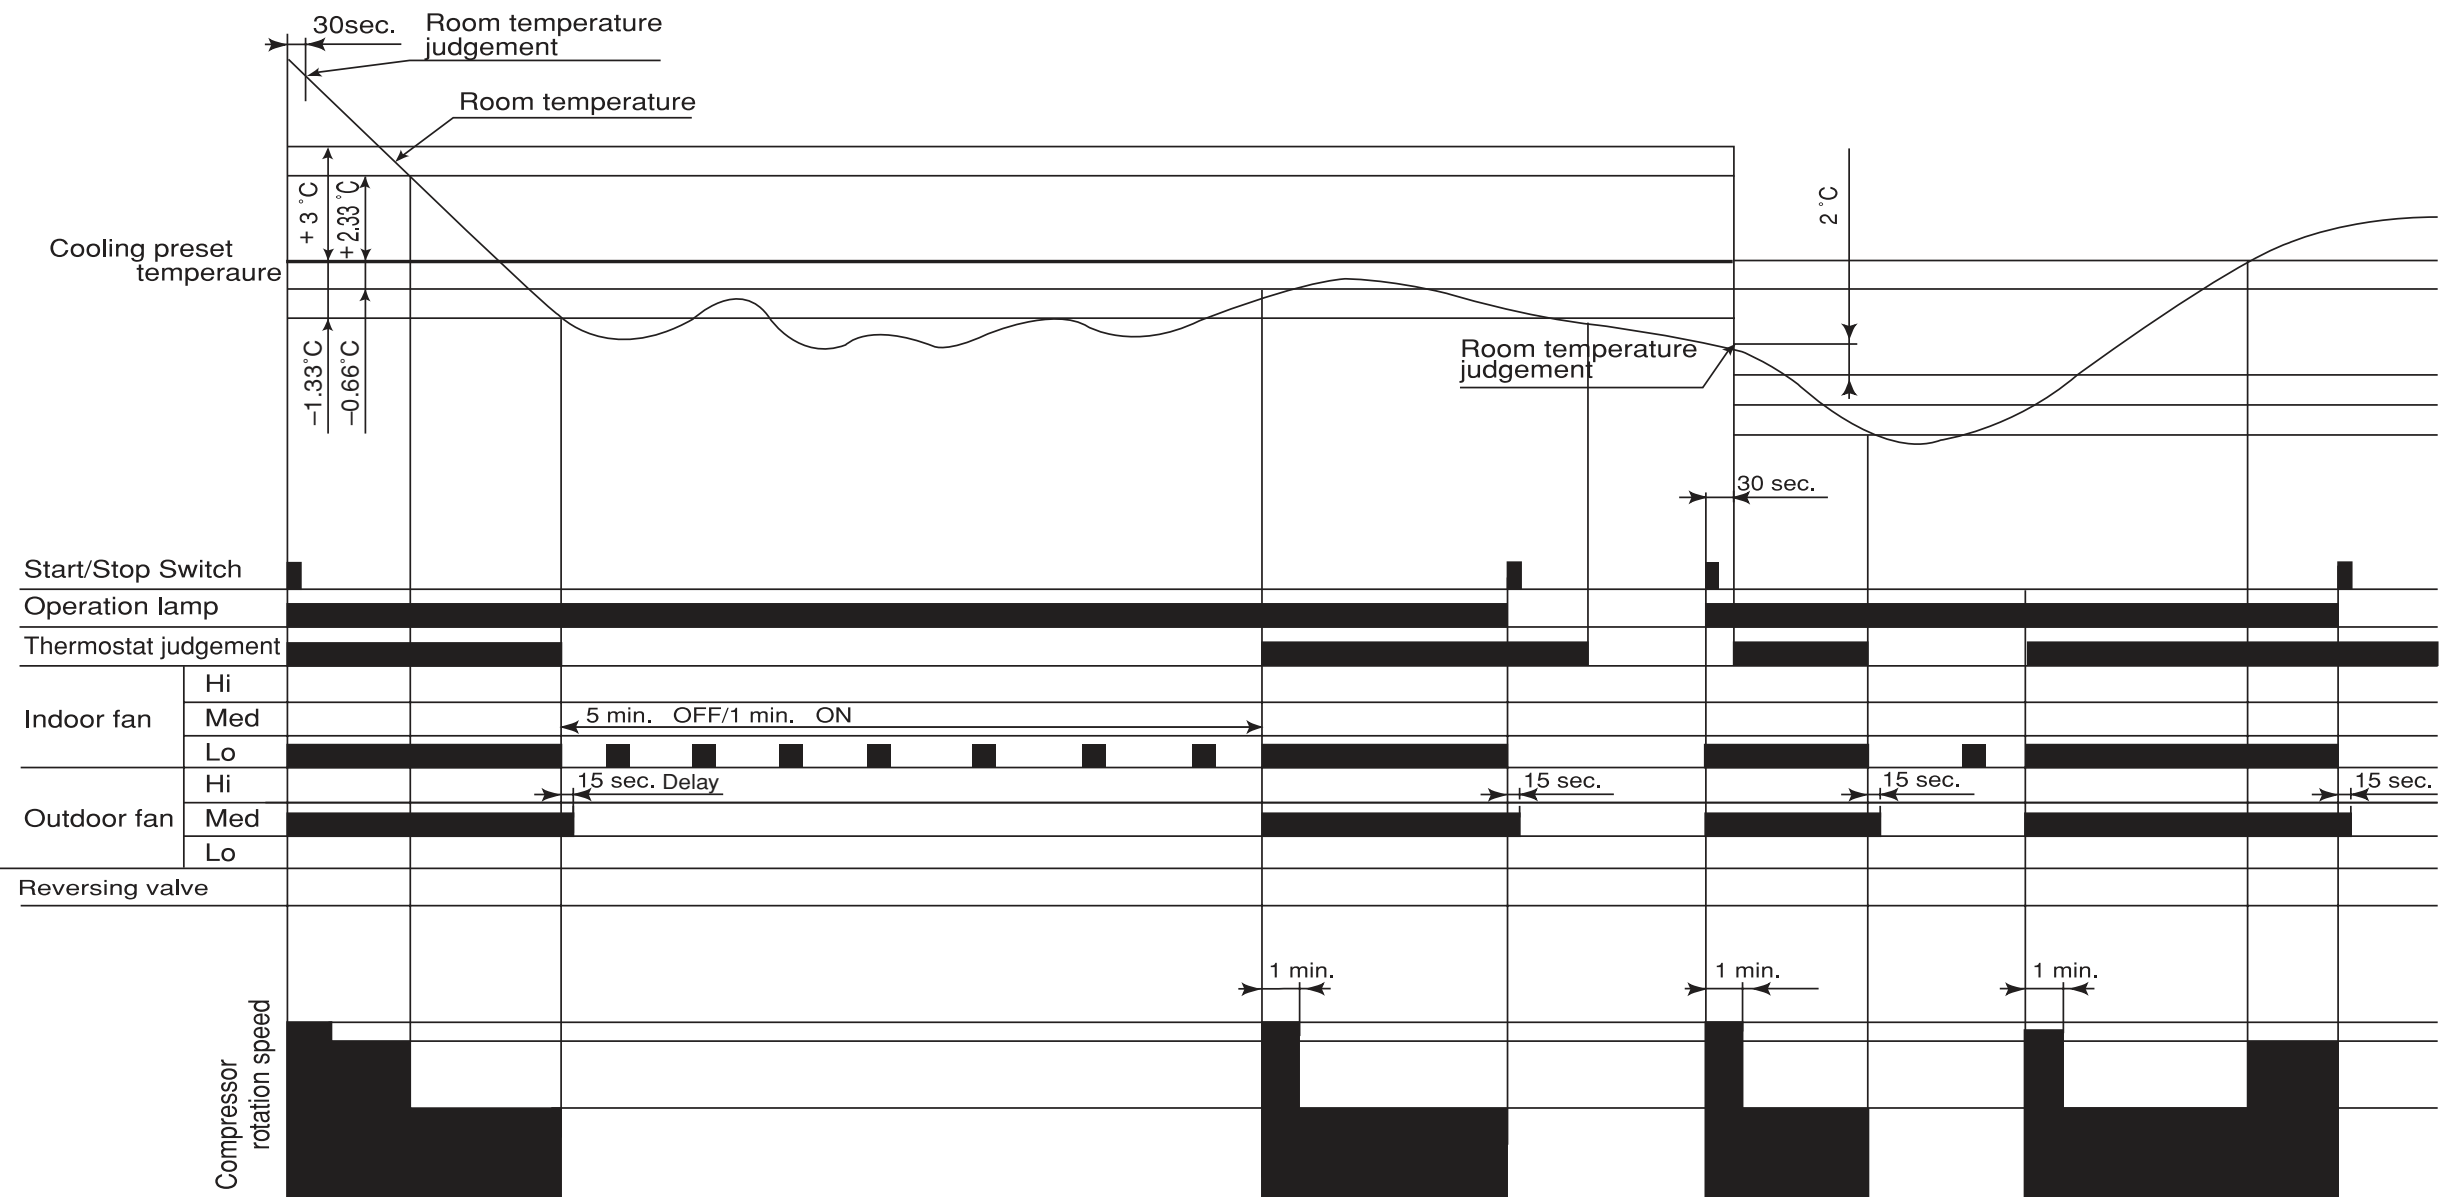 30sec.
Room temperature
judgement
Room temperature
+ 3 °C
+ 2.33 °C
2 °C
Cooling preset
temperaure
−1.33°C
−0.66°C
Room temperature
judgement
30 sec.
Start/Stop Switch
Operation lamp
Thermostat judgement
Indoor fan
Hi
Med
Lo
5 min. OFF/1 min. ON
Outdoor fan
Hi
Med
Lo
15 sec. Delay
15 sec.
15 sec.
15 sec.
Reversing valve
1 min.
1 min.
1 min.
Compressor
rotation speed